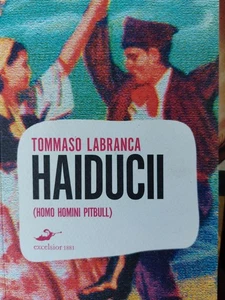 TOMMASO LABRANCA
HAIDUCII
(HOMO HOMINI PITBULL)
excelsior 1881